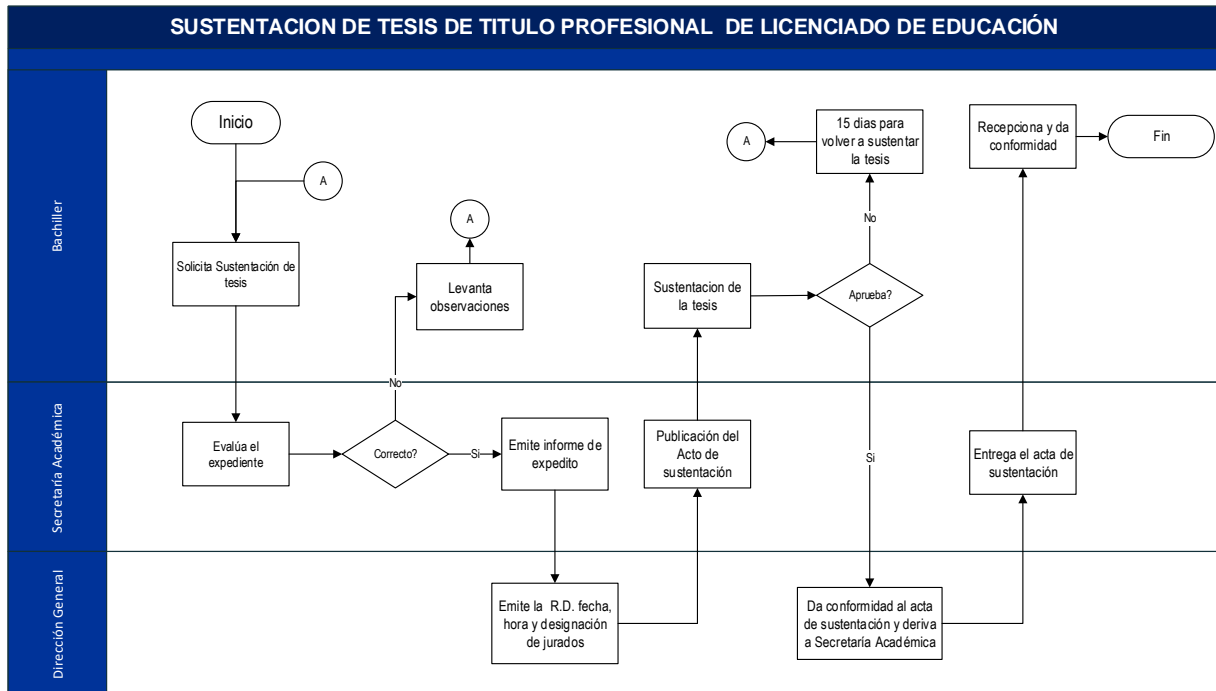 SUSTENTACION DE TESIS DE TITULO PROFESIONAL DE LICENCIADO DE EDUCACIÓN
Bachiller
Inicio
A
Solicita Sustentación de
tesis
A
Levanta
observaciones
No
Sustentacion de
la tesis
Aprueba?
No
15 dias para
volver a sustentar
la tesis
A
Recepciona y da
conformidad
Fin
Secretaría Académica
Evalúa el
expediente
Correcto?
Si
Emite informe de
expedito
Publicación del
Acto de
sustentación
Si
Entrega el acta de
sustentación
Dirección General
Emite la R.D. fecha,
hora y designación
de jurados
Da conformidad al acta
de sustentación y deriva
a Secretaría Académica